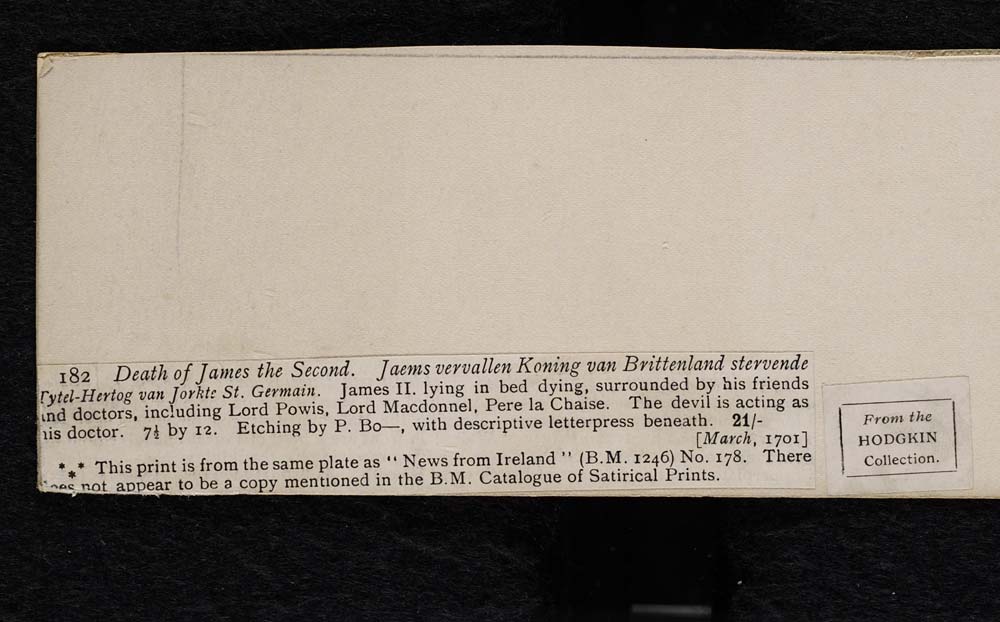 182 Death of James the Second. Jaems vervallen Koning van Brittenland stervende
Tytel-Hertog van Jorktc St. Germain. James II. lying in bed dying, surrounded by his friends
and doctors, including Lord Powis, Lord Macdonnel, Pere la Chaise. The devil is acting as
his doctor. 7½ by 12. Etching by P. Bo—, with descriptive letterpress beneath. 21/-
[March, 1701]
*** This print is from the same plate as “ News from Ireland ” (B.M. 1246) No. 178. There
does not appear to be a copy mentioned in the B.M. Catalogue of Satirical Prints.
From the
HODGKIN
Collection.